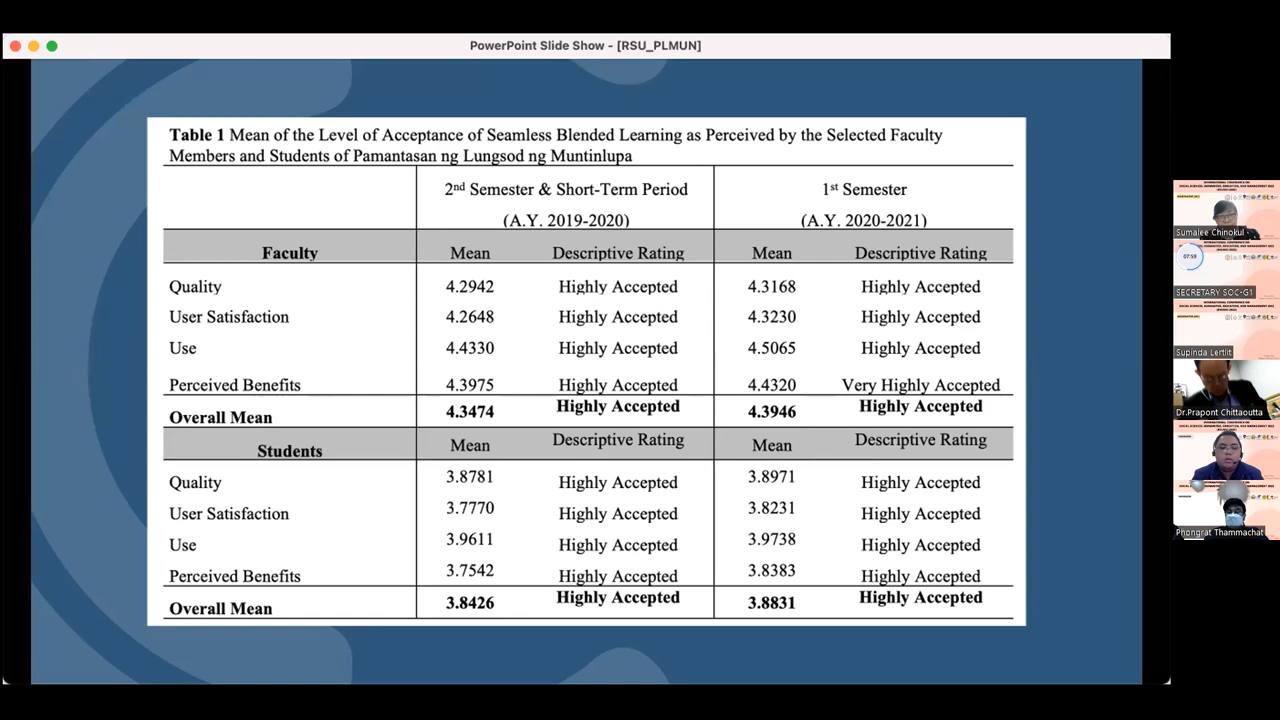 PowerPoint Slide Show - [RSU_PLMUN]
Table 1 Mean of the Level of Acceptance of Seamless Blended Learning as Perceived by the Selected Faculty
Members and Students of Pamantasan ng Lungsod ng Muntinlupa
2nd Semester & Short-Term Period 1st Semester
(A.Y. 2019-2020) (A.Y. 2020-2021)
Faculty Mean Descriptive Rating Mean Descriptive Rating
Quality 4.2942 Highly Accepted 4.3168 Highly Accepted
User Satisfaction 4.2648 Highly Accepted 4.3230 Highly Accepted
Use 4.4330 Highly Accepted 4.5065 Highly Accepted
Perceived Benefits 4.3975 Highly Accepted 4.4320 Very Highly Accepted
Overall Mean 4.3474 Highly Accepted 4.3946 Highly Accepted
Students Mean Descriptive Rating Mean Descriptive Rating
Quality 3.8781 Highly Accepted 3.8971 Highly Accepted
User Satisfaction 3.7770 Highly Accepted 3.8231 Highly Accepted
Use 3.9611 Highly Accepted 3.9738 Highly Accepted
Perceived Benefits 3.7542 Highly Accepted 3.8383 Highly Accepted
Overall Mean 3.8426 Highly Accepted 3.8831 Highly Accepted
Sumalee Chinokul
07:59
SECRETARY SOC-G1
Supinda Lertlit
Dr.Prapont Chittaoutta
Phongrat Thammachat